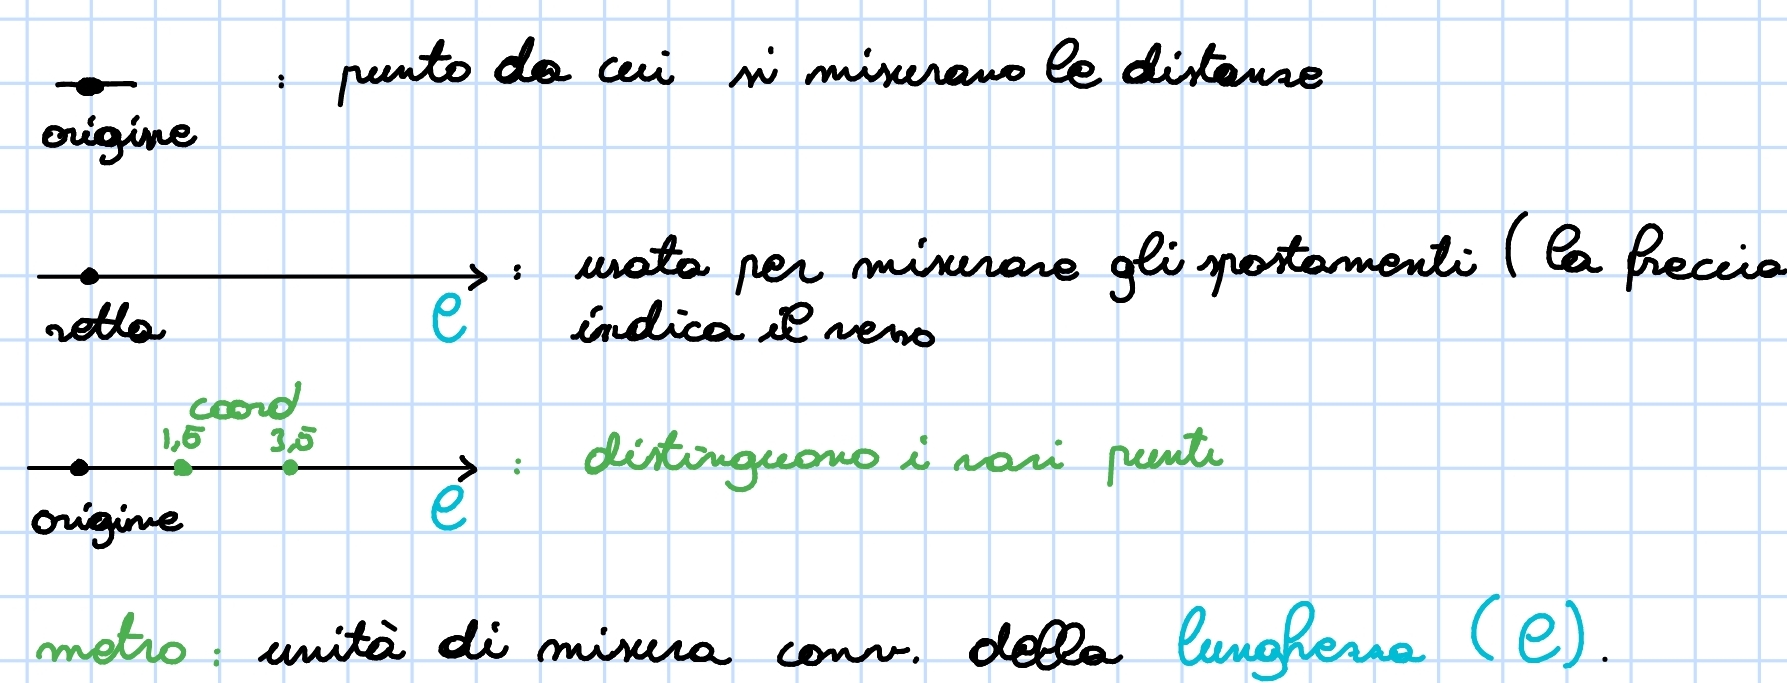 : punto da cui si misurano le distanze
origine
: usata per misurare gli spostamenti (la freccia
retta l indica il verso
coord
1,5 3,5
: distinguono i vari punti
origine l
metro: unità di misura conv. della lunghezza (l).